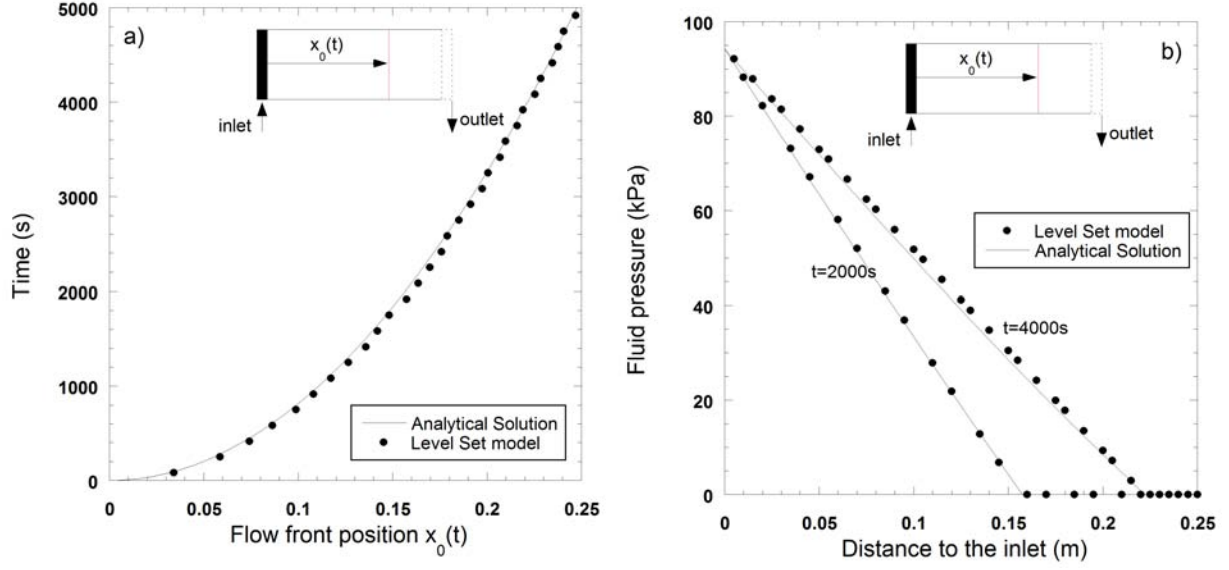 a)
x_0(t)
inlet
outlet
5000
4000
3000
2000
1000
0
Time (s)
Analytical Solution
Level Set model
0 0.05 0.1 0.15 0.2 0.25
Flow front position x_0(t)
b)
x_0(t)
inlet
outlet
100
80
60
40
20
0
Fluid pressure (kPa)
Level Set model
Analytical Solution
t=2000s
t=4000s
0 0.05 0.1 0.15 0.2 0.25
Distance to the inlet (m)